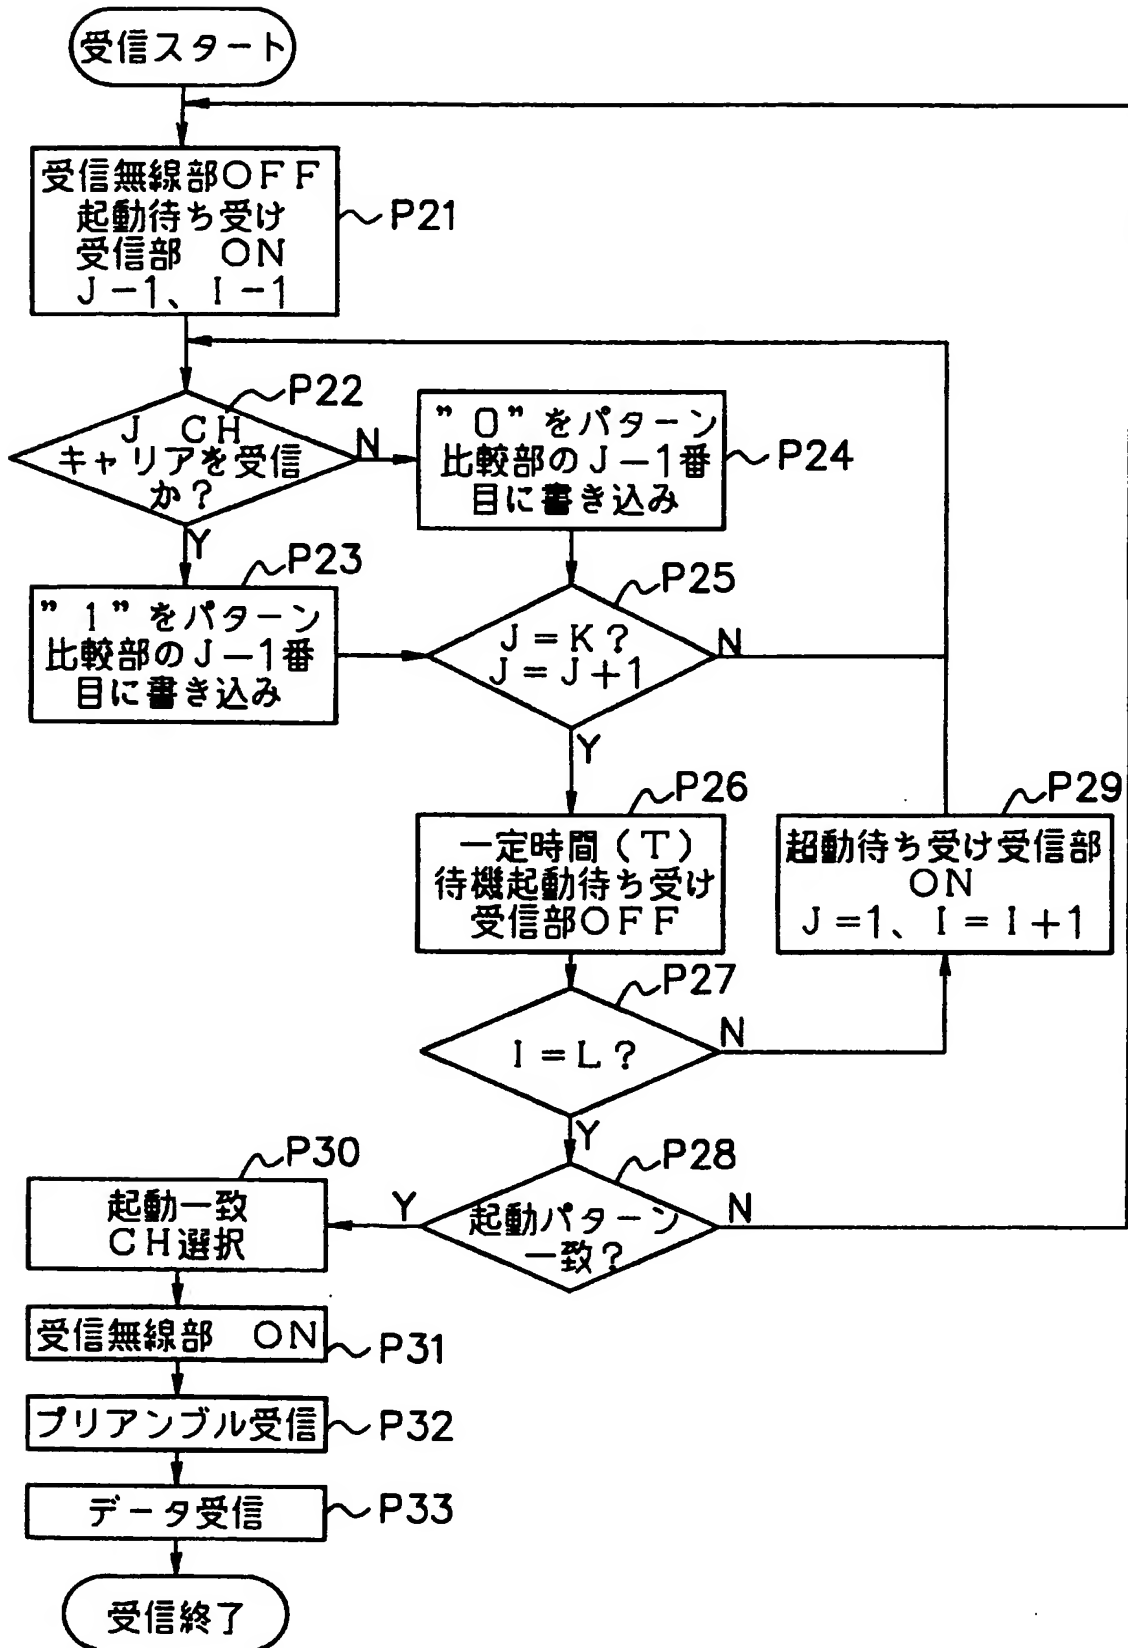 受信スタート
受信無線部OFF
起動待ち受け
受信部 ON
J-1、I-1
P21
P22
J CH
キャリアを受信
か?
N
Y
"0"をパターン
比較部のJ-1番
目に書き込み
P24
P23
"1"をパターン
比較部のJ-1番
目に書き込み
P25
J=K?
J=J+1
N
Y
P26
一定時間(T)
待機起動待ち受け
受信部OFF
P29
超動待ち受け受信部
ON
J=1、I=I+1
P27
I=L?
N
Y
P28
起動パターン
一致?
Y
N
P30
起動一致
CH選択
受信無線部 ON
P31
プリアンブル受信
P32
データ受信
P33
受信終了